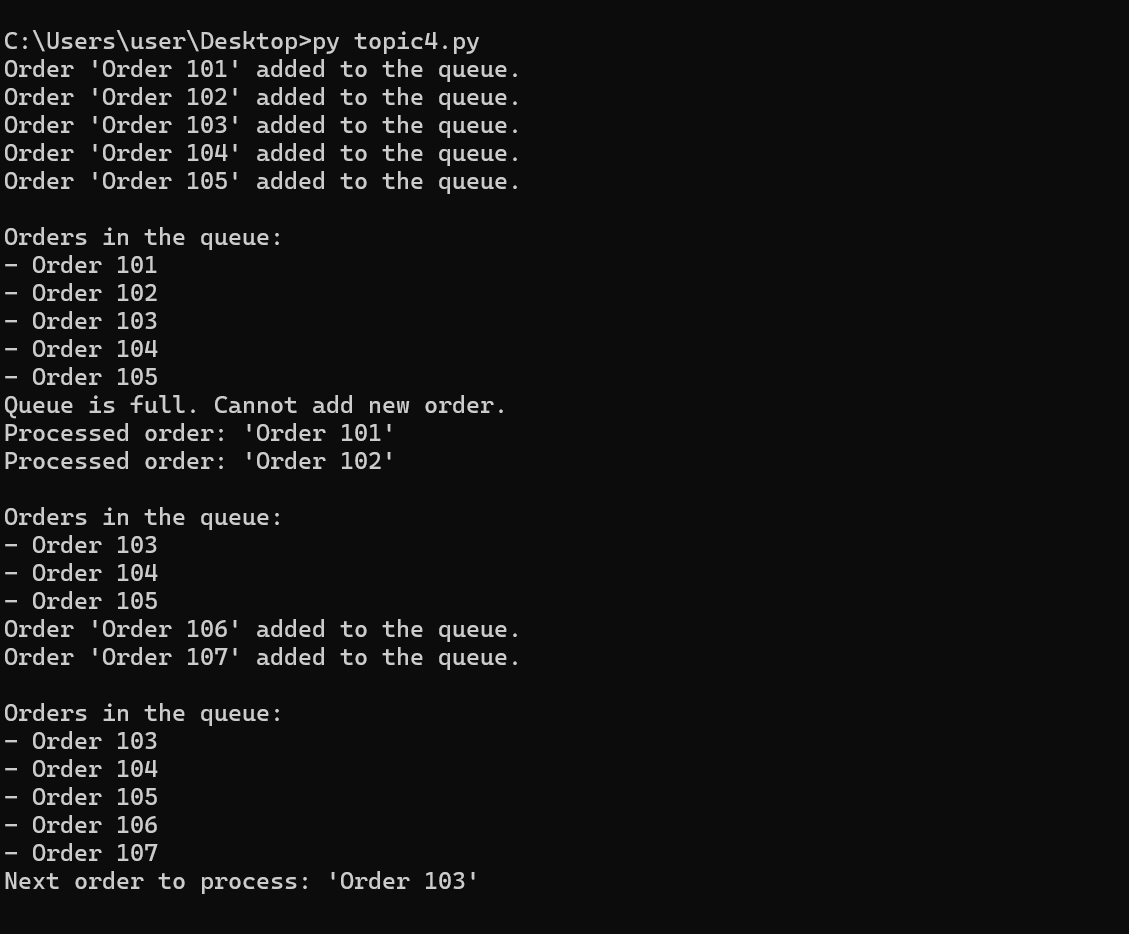 C:\Users\user\Desktop>py topic4.py
Order 'Order 101' added to the queue.
Order 'Order 102' added to the queue.
Order 'Order 103' added to the queue.
Order 'Order 104' added to the queue.
Order 'Order 105' added to the queue.

Orders in the queue:
- Order 101
- Order 102
- Order 103
- Order 104
- Order 105
Queue is full. Cannot add new order.
Processed order: 'Order 101'
Processed order: 'Order 102'

Orders in the queue:
- Order 103
- Order 104
- Order 105
Order 'Order 106' added to the queue.
Order 'Order 107' added to the queue.

Orders in the queue:
- Order 103
- Order 104
- Order 105
- Order 106
- Order 107
Next order to process: 'Order 103'